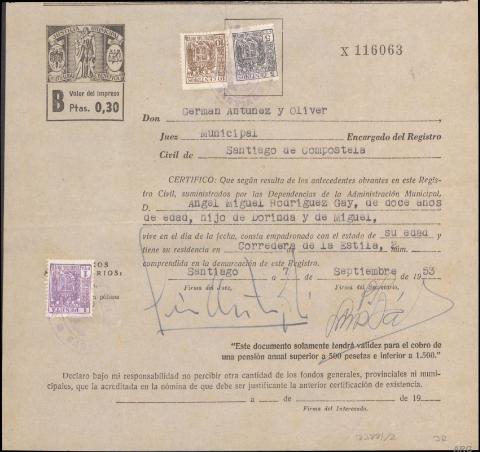 JUSTICIA MUNICIPAL
B
Valor del impreso
Ptas. 0,30
X 116063
Don German Antunez y Oliver
Juez Municipal Encargado del Registro
Civil de Santiago de Compostela
CERTIFICO: Que según resulta de los antecedentes obrantes en este Regis-
tro Civil, suministrados por las Dependencias de la Administración Municipal,
D. Angel Miguel Rodriguez Gay, de doce años
de edad, hijo de Dorinda y de Miguel,
vive en el día de la fecha, consta empadronado con el estado de su edad y
tiene su residencia en Corredera de la Estila, 2 núm.
comprendida en la demarcación de este Registro.
Santiago a 7 de Septiembre de 1953
Firma del Juez, Firma del Secretario,
"Este documento solamente tendrá validez para el cobro de
una pensión anual superior a 500 pesetas e inferior a 1.500."
Declaro bajo mi responsabilidad no percibir otra cantidad de los fondos generales, provinciales ni muni-
cipales, que la acreditada en la nómina de que debe ser justificante la anterior certificación de existencia.
a de de 19
Firma del Interesado.